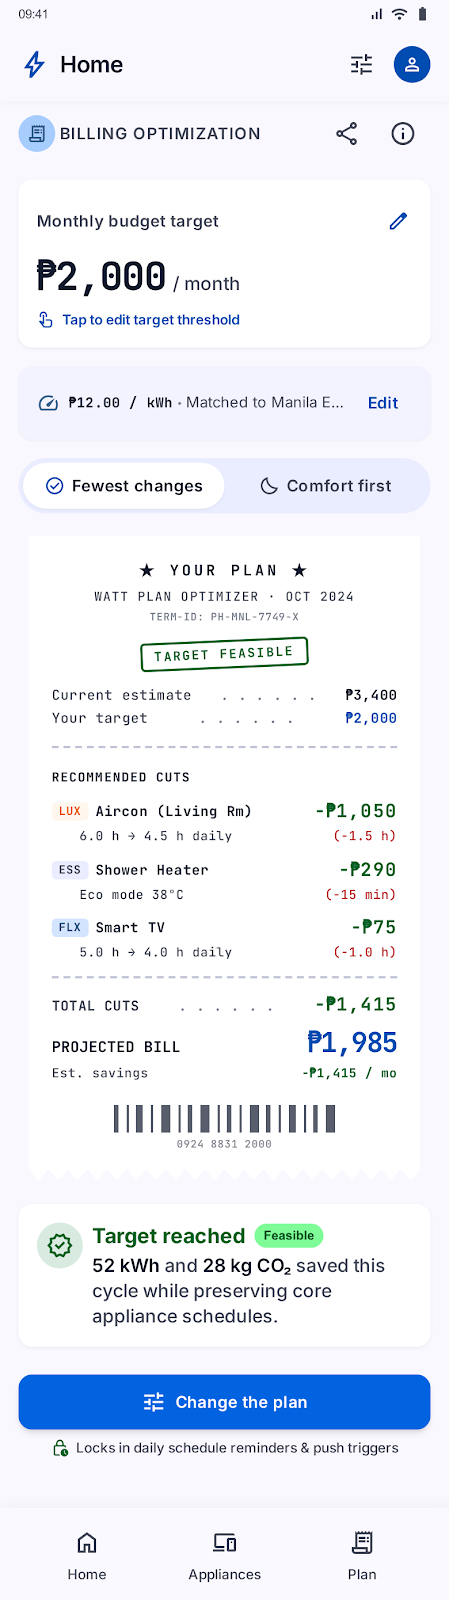 09:41
Home
BILLING OPTIMIZATION
Monthly budget target
₱2,000 / month
Tap to edit target threshold
₱12.00 / kWh · Matched to Manila E... Edit
Fewest changes Comfort first
★ YOUR PLAN ★
WATT PLAN OPTIMIZER · OCT 2024
TERM-ID: PH-MNL-7749-X
TARGET FEASIBLE
Current estimate . . . . . . ₱3,400
Your target . . . . . . ₱2,000
RECOMMENDED CUTS
LUX Aircon (Living Rm) -₱1,050
6.0 h → 4.5 h daily (-1.5 h)
ESS Shower Heater -₱290
Eco mode 38°C (-15 min)
FLX Smart TV -₱75
5.0 h → 4.0 h daily (-1.0 h)
TOTAL CUTS . . . . . . -₱1,415
PROJECTED BILL ₱1,985
Est. savings -₱1,415 / mo
0924 8831 2000
Target reached Feasible
52 kWh and 28 kg CO₂ saved this
cycle while preserving core
appliance schedules.
Change the plan
Locks in daily schedule reminders & push triggers
Home Appliances Plan